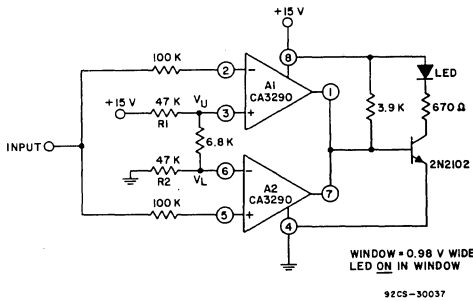 +15 V
100 K
2
−
8
LED
A1
CA3290
1
+15 V
47 K
R1
VU
3
+
3.9 K
670 Ω
INPUT
6.8 K
2N2102
47 K
R2
VL
6
−
A2
CA3290
7
100 K
5
+
4
WINDOW = 0.98 V WIDE
LED ON IN WINDOW
92CS-30037